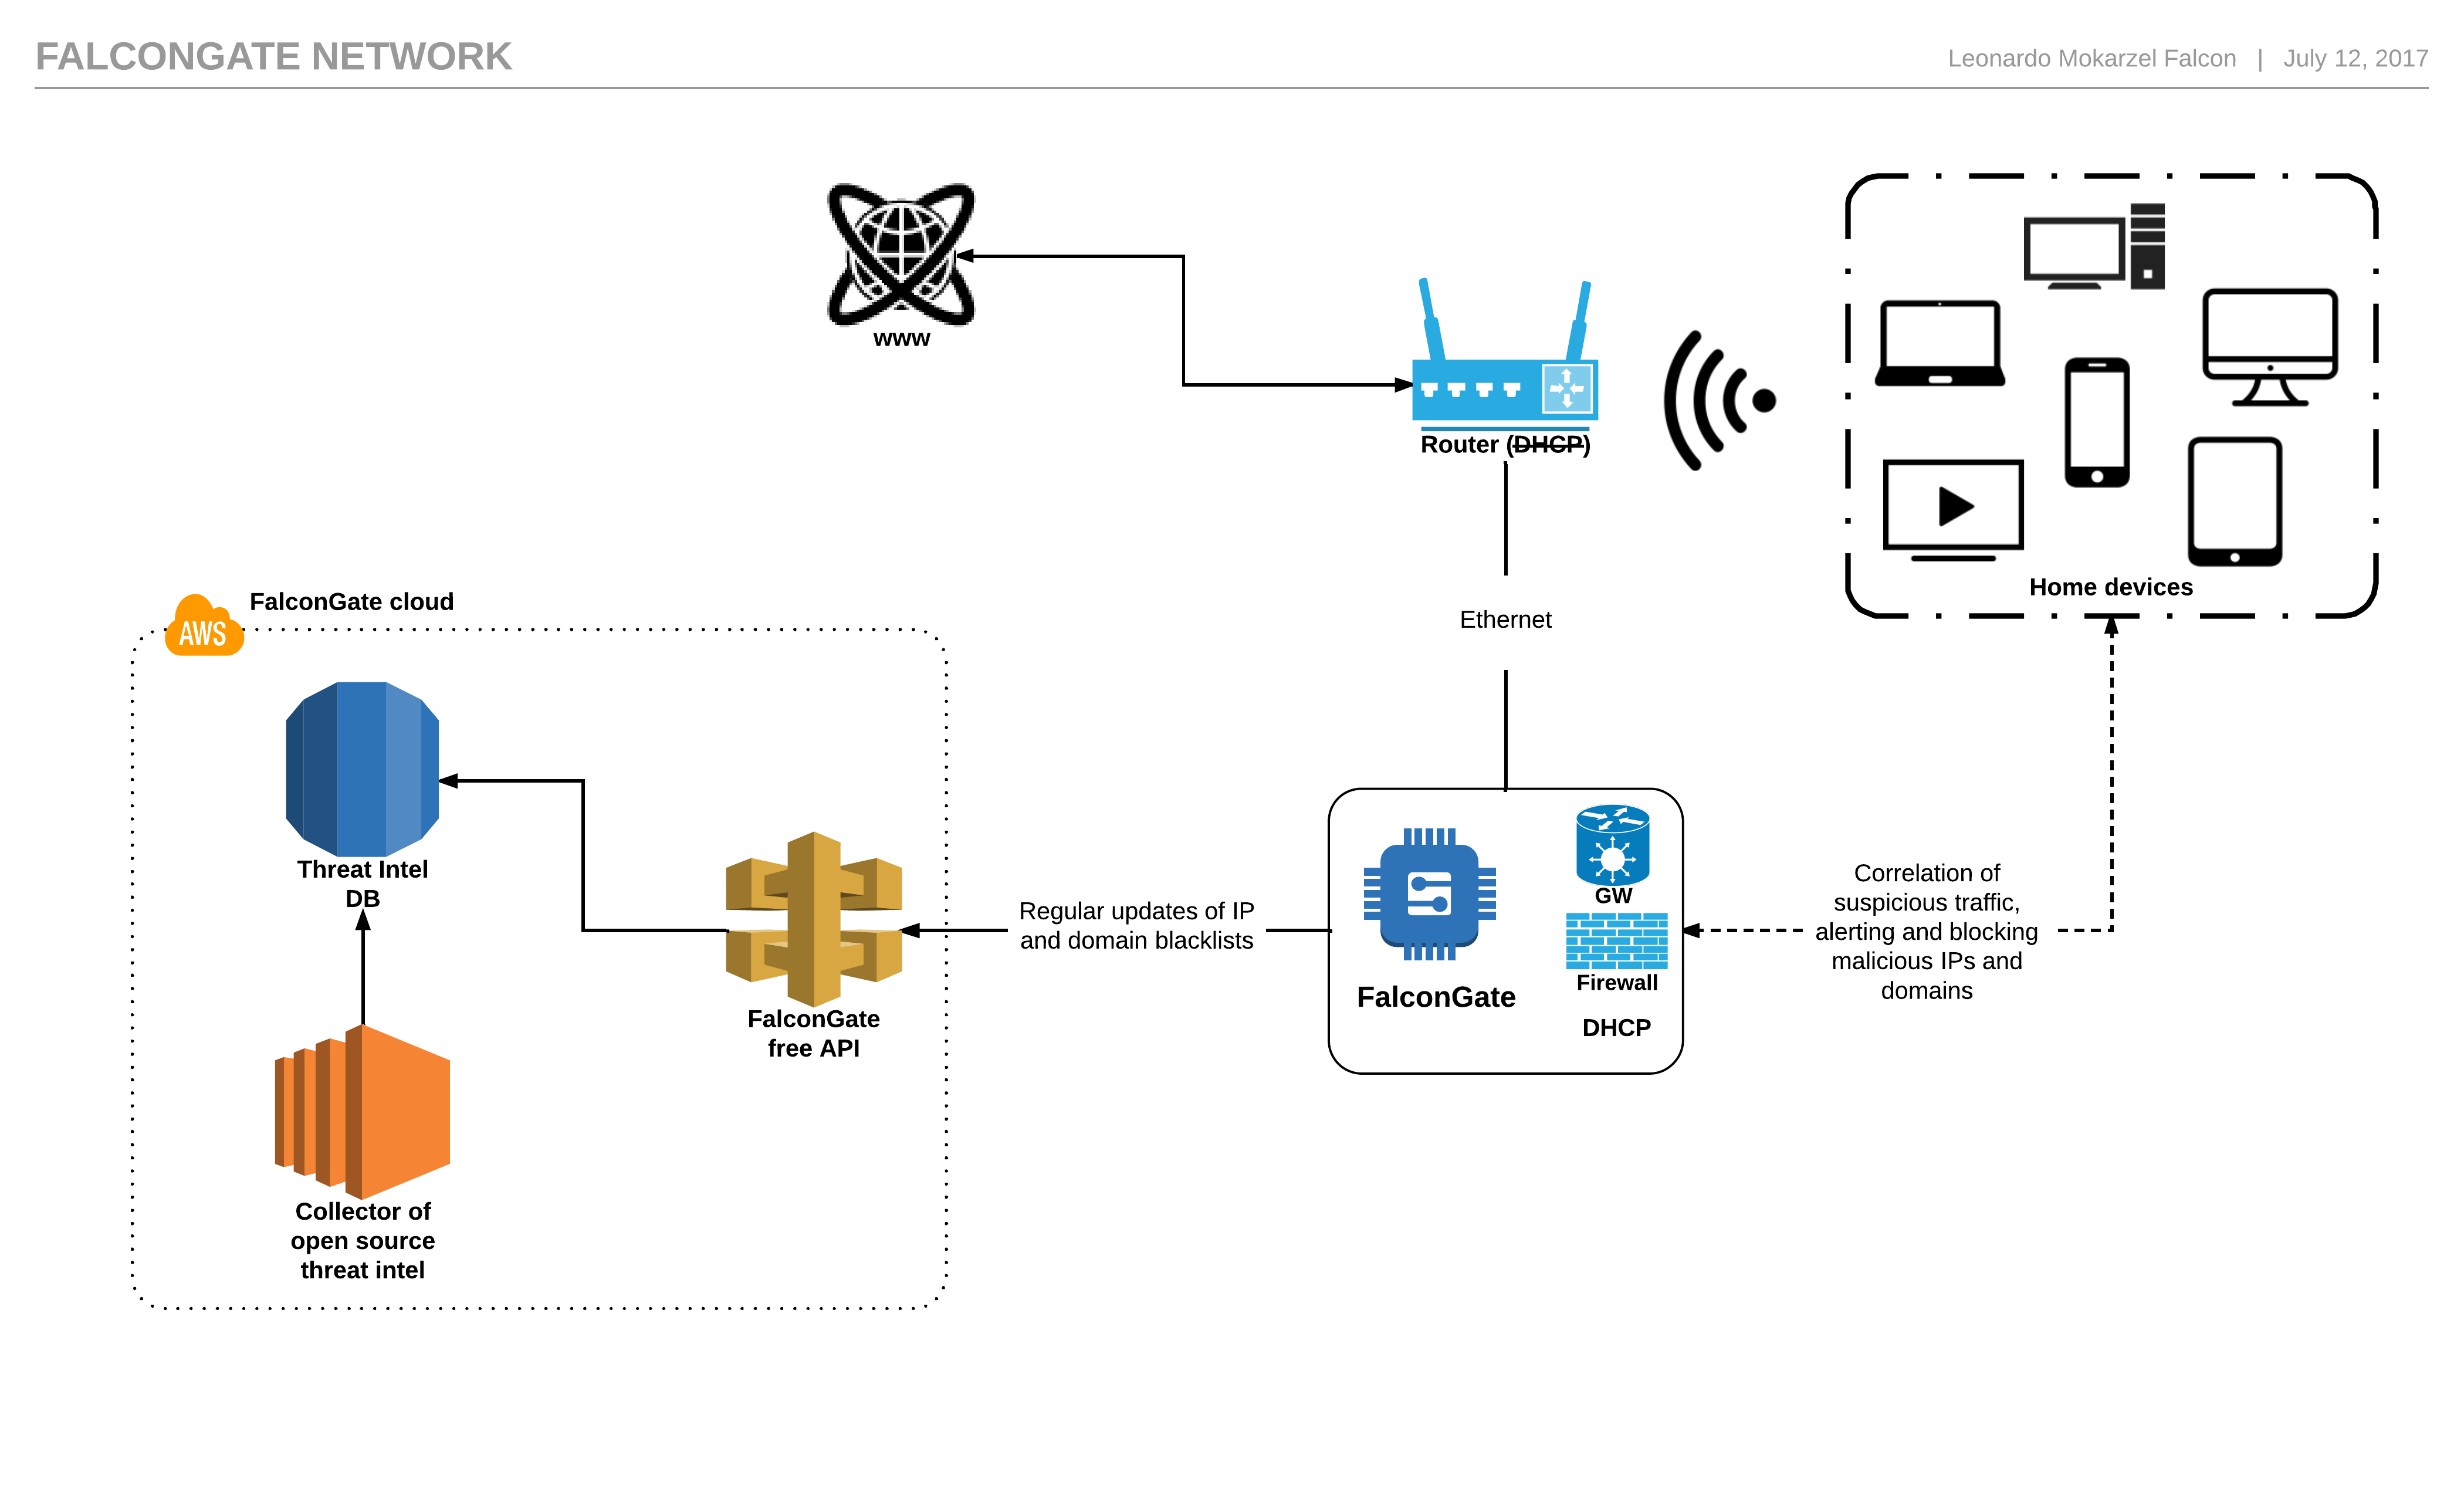 FALCONGATE NETWORK
Leonardo Mokarzel Falcon | July 12, 2017
www
Router (DHCP)
Home devices
Ethernet
FalconGate cloud
AWS
Threat Intel
DB
FalconGate
free API
Collector of
open source
threat intel
Regular updates of IP
and domain blacklists
FalconGate
GW
Firewall
DHCP
Correlation of
suspicious traffic,
alerting and blocking
malicious IPs and
domains